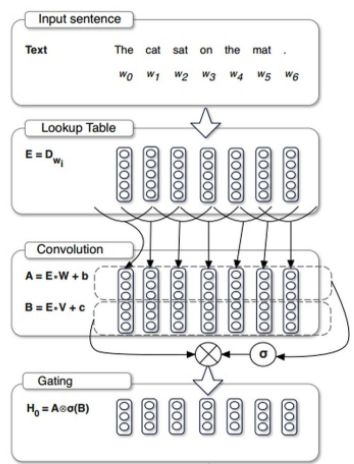 Input sentence
Text The cat sat on the mat .
w0 w1 w2 w3 w4 w5 w6
Lookup Table
E = Dwi
Convolution
A = E*W + b
B = E*V + c
σ
Gating
H0 = A⊗σ(B)